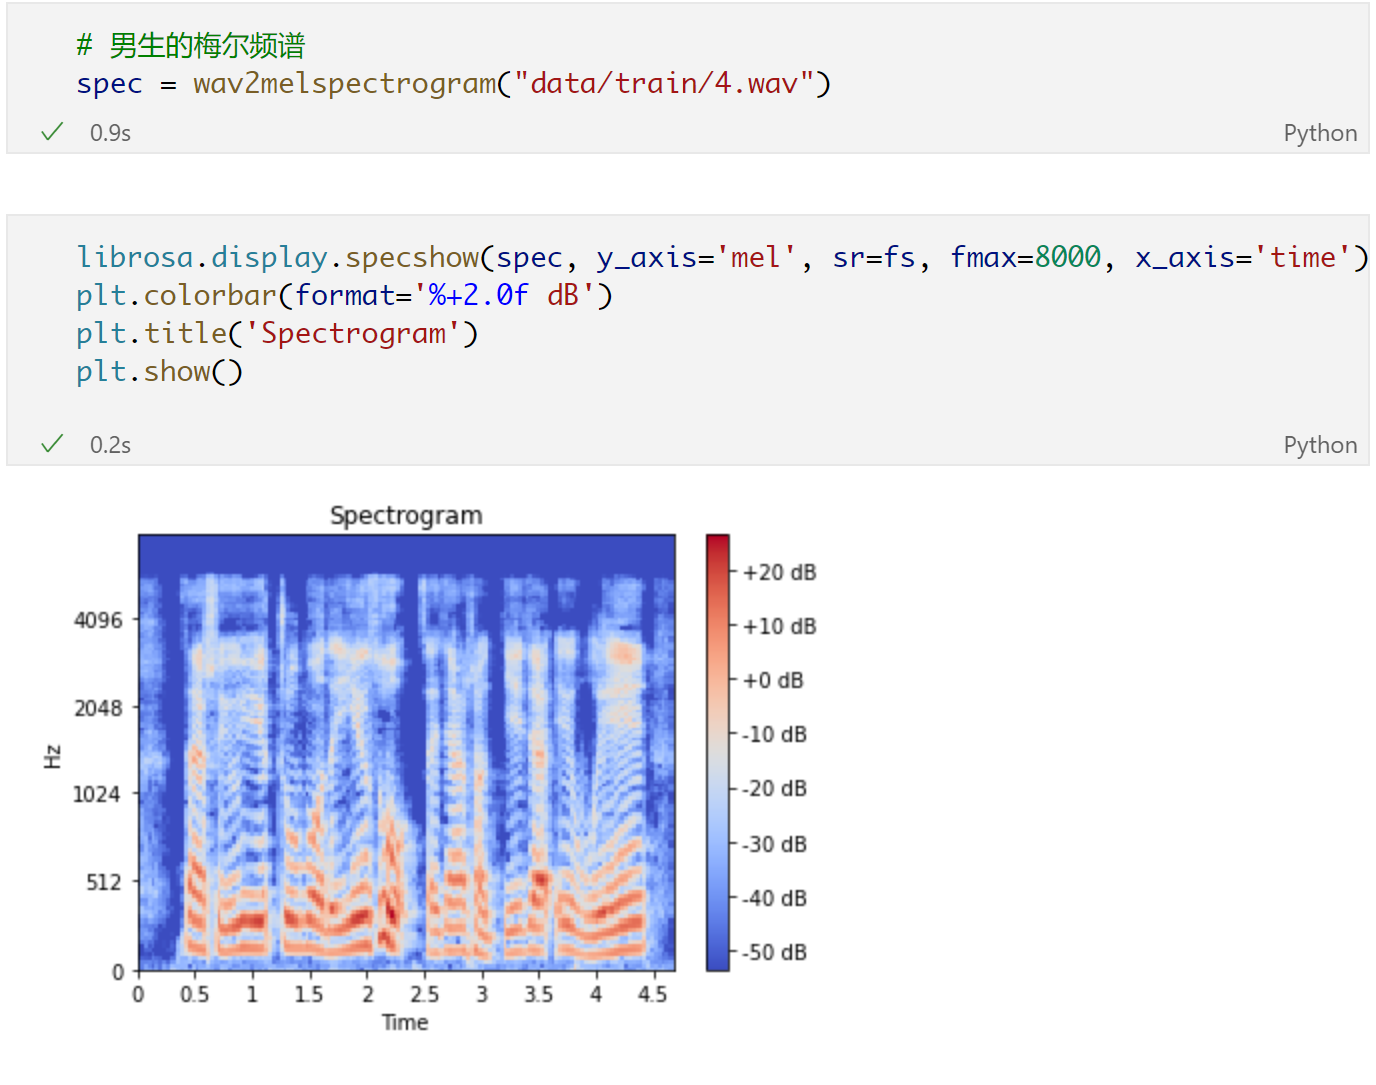 # 男生的梅尔频谱
spec = wav2melspectrogram("data/train/4.wav")
0.9s
Python
librosa.display.specshow(spec, y_axis='mel', sr=fs, fmax=8000, x_axis='time')
plt.colorbar(format='%+2.0f dB')
plt.title('Spectrogram')
plt.show()
0.2s
Python
Spectrogram
4096
2048
1024
512
0
Hz
0 0.5 1 1.5 2 2.5 3 3.5 4 4.5
Time
+20 dB
+10 dB
+0 dB
-10 dB
-20 dB
-30 dB
-40 dB
-50 dB